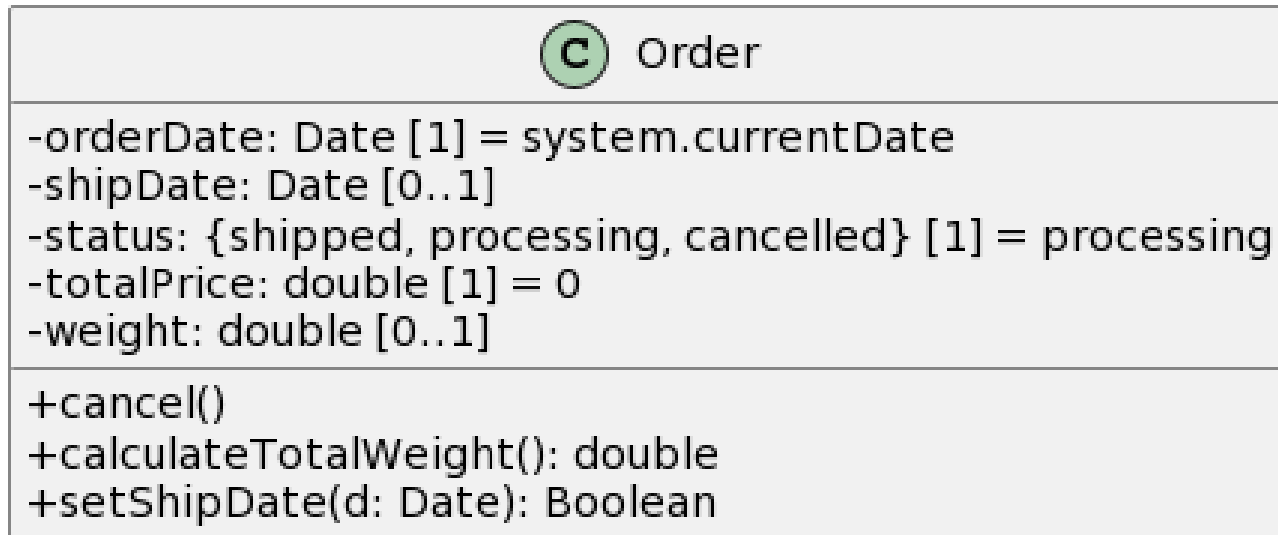 C Order
-orderDate: Date [1] = system.currentDate
-shipDate: Date [0..1]
-status: {shipped, processing, cancelled} [1] = processing
-totalPrice: double [1] = 0
-weight: double [0..1]
+cancel()
+calculateTotalWeight(): double
+setShipDate(d: Date): Boolean